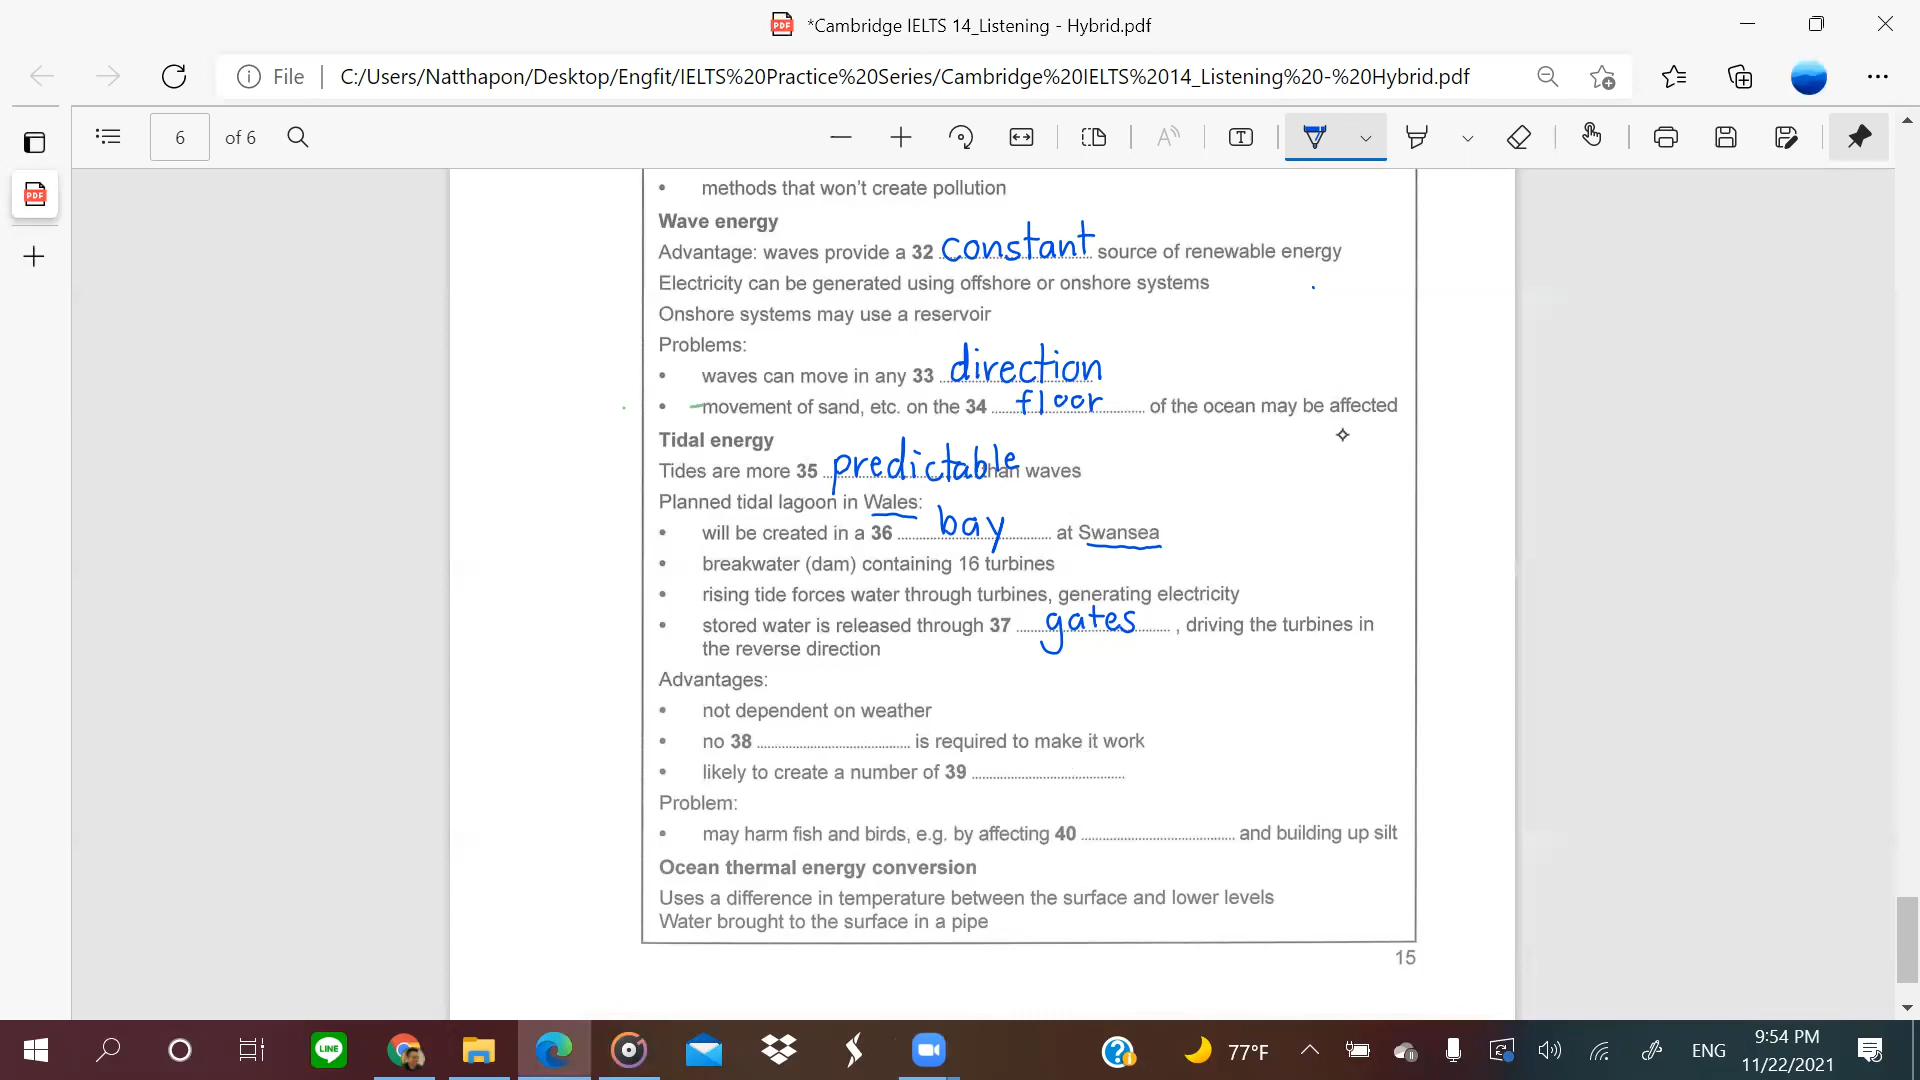 *Cambridge IELTS 14_Listening - Hybrid.pdf
File | C:/Users/Natthapon/Desktop/Engfit/IELTS%20Practice%20Series/Cambridge%20IELTS%2014_Listening%20-%20Hybrid.pdf
6 of 6
• methods that won't create pollution
Wave energy
Advantage: waves provide a 32 constant source of renewable energy
Electricity can be generated using offshore or onshore systems
Onshore systems may use a reservoir
Problems:
• waves can move in any 33 direction
• movement of sand, etc. on the 34 floor of the ocean may be affected
Tidal energy
Tides are more 35 predictable than waves
Planned tidal lagoon in Wales:
• will be created in a 36 bay at Swansea
• breakwater (dam) containing 16 turbines
• rising tide forces water through turbines, generating electricity
• stored water is released through 37 gates , driving the turbines in
the reverse direction
Advantages:
• not dependent on weather
• no 38 ........................ is required to make it work
• likely to create a number of 39 ........................
Problem:
• may harm fish and birds, e.g. by affecting 40 ........................ and building up silt
Ocean thermal energy conversion
Uses a difference in temperature between the surface and lower levels
Water brought to the surface in a pipe
15
LINE
77°F
ENG
9:54 PM
11/22/2021